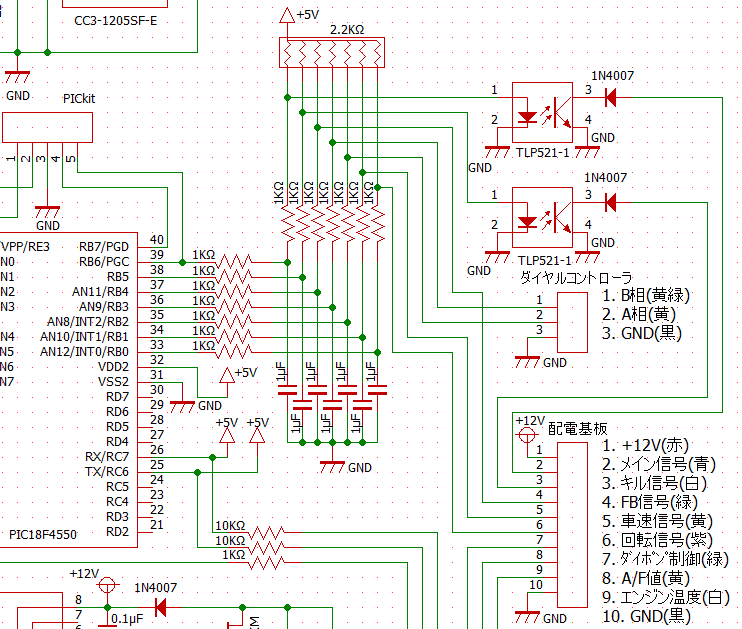 CC3-1205SF-E
GND
PICkit
1
2
3
4
5
GND
+5V
2.2KΩ
1KΩ
1KΩ
1KΩ
1KΩ
1KΩ
1KΩ
1
2
3
4
1N4007
GND
GND
TLP521-1
1
2
3
4
1N4007
GND
GND
TLP521-1
ダイヤルコントローラ
1
2
3
GND
1. B相(黄緑)
2. A相(黄)
3. GND(黒)
VPP/RE3
N0
N1
N2
N3
N4
N5
N6
N7
RB7/PGD 40
RB6/PGC 39
RB5 38
AN11/RB4 37
AN9/RB3 36
AN8/INT2/RB2 35
AN10/INT1/RB1 34
AN12/INT0/RB0 33
VDD2 32
VSS2 31
RD7 30
RD6 29
RD5 28
RD4 27
RX/RC7 26
TX/RC6 25
RC5 24
RC4 23
RD3 22
RD2 21
PIC18F4550
1KΩ
1KΩ
1KΩ
1KΩ
1KΩ
1KΩ
1KΩ
+5V
GND
+5V
+5V
1μF
1μF
1μF
1μF
1μF
1μF
1μF
GND
10KΩ
10KΩ
1KΩ
+12V
配電基板
1
2
3
4
5
6
7
8
9
10
GND
1. +12V(赤)
2. メイン信号(青)
3. キル信号(白)
4. FB信号(緑)
5. 車速信号(黄)
6. 回転信号(紫)
7. ダイポン制御(緑)
8. A/F値(黄)
9. エンジン温度(白)
10. GND(黒)
+12V
1N4007
8
7
6
0.1μF
KM